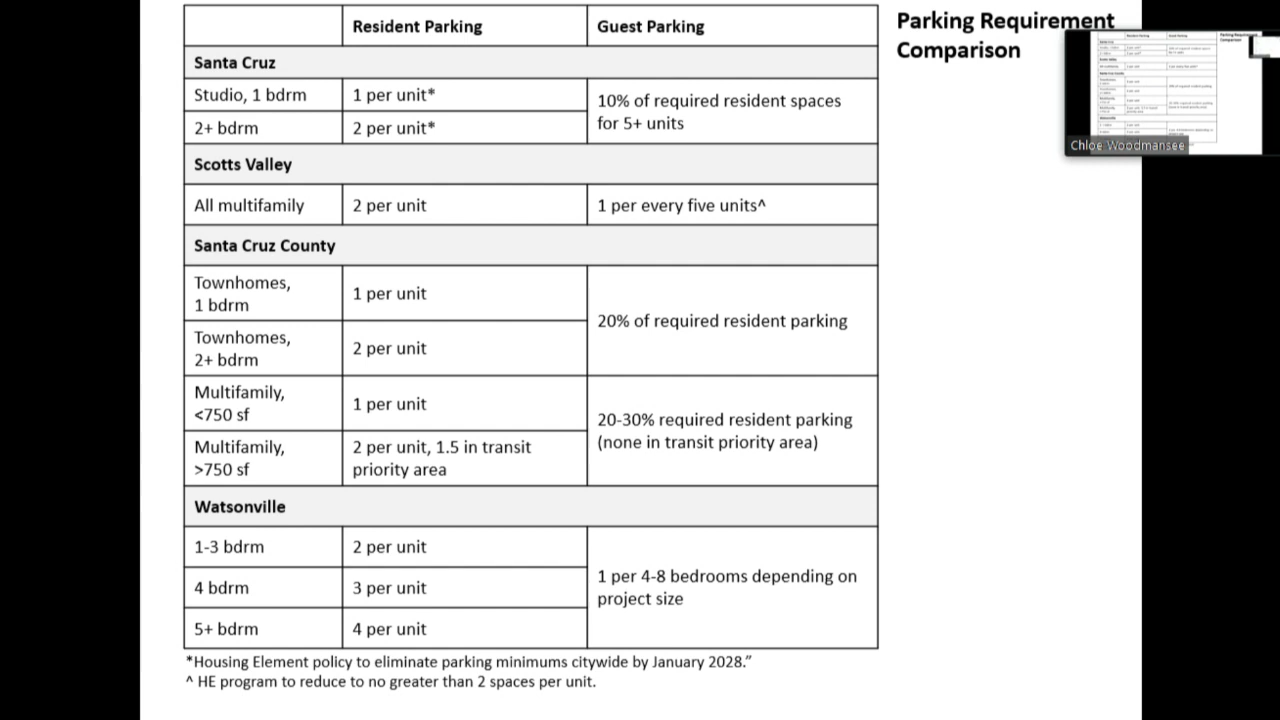 Parking Requirement
Comparison
Resident Parking
Guest Parking
Santa Cruz
Studio, 1 bdrm
1 per unit*
10% of required resident spaces
for 5+ units
2+ bdrm
2 per unit*
Scotts Valley
All multifamily
2 per unit
1 per every five units^
Santa Cruz County
Townhomes,
1 bdrm
1 per unit
20% of required resident parking
Townhomes,
2+ bdrm
2 per unit
Multifamily,
<750 sf
1 per unit
20-30% required resident parking
(none in transit priority area)
Multifamily,
>750 sf
2 per unit, 1.5 in transit
priority area
Watsonville
1-3 bdrm
2 per unit
1 per 4-8 bedrooms depending on
project size
4 bdrm
3 per unit
5+ bdrm
4 per unit
*Housing Element policy to eliminate parking minimums citywide by January 2028.”
^ HE program to reduce to no greater than 2 spaces per unit.
Chloe Woodmansee